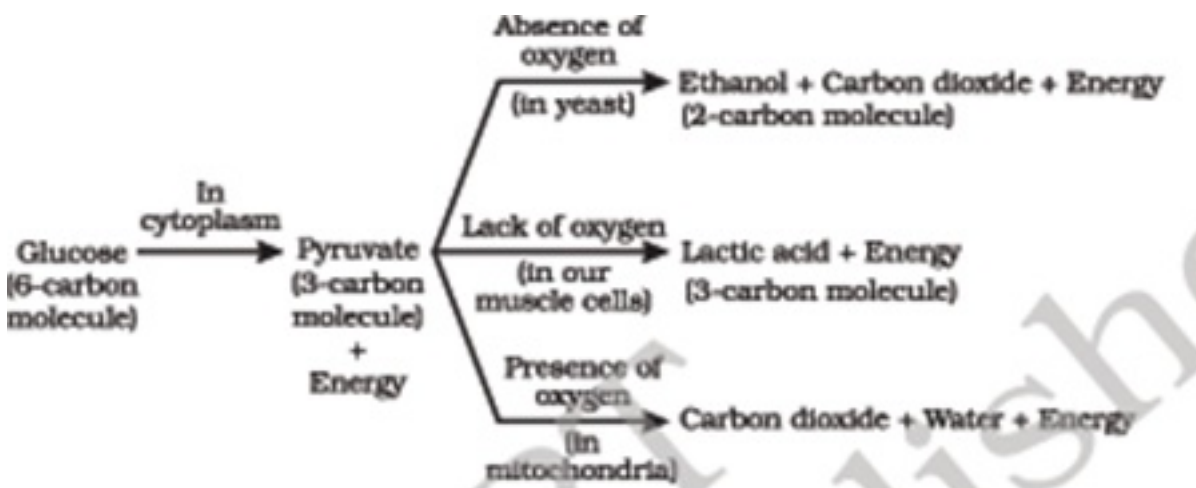 Absence of
oxygen
(in yeast)
Ethanol + Carbon dioxide + Energy
(2-carbon molecule)
In
cytoplasm
Glucose
(6-carbon
molecule)
Pyruvate
(3-carbon
molecule)
+
Energy
Lack of oxygen
(in our
muscle cells)
Lactic acid + Energy
(3-carbon molecule)
Presence of
oxygen
(in
mitochondria)
Carbon dioxide + Water + Energy